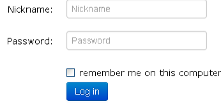 Nickname: Nickname
Password: Password
remember me on this computer
Log in